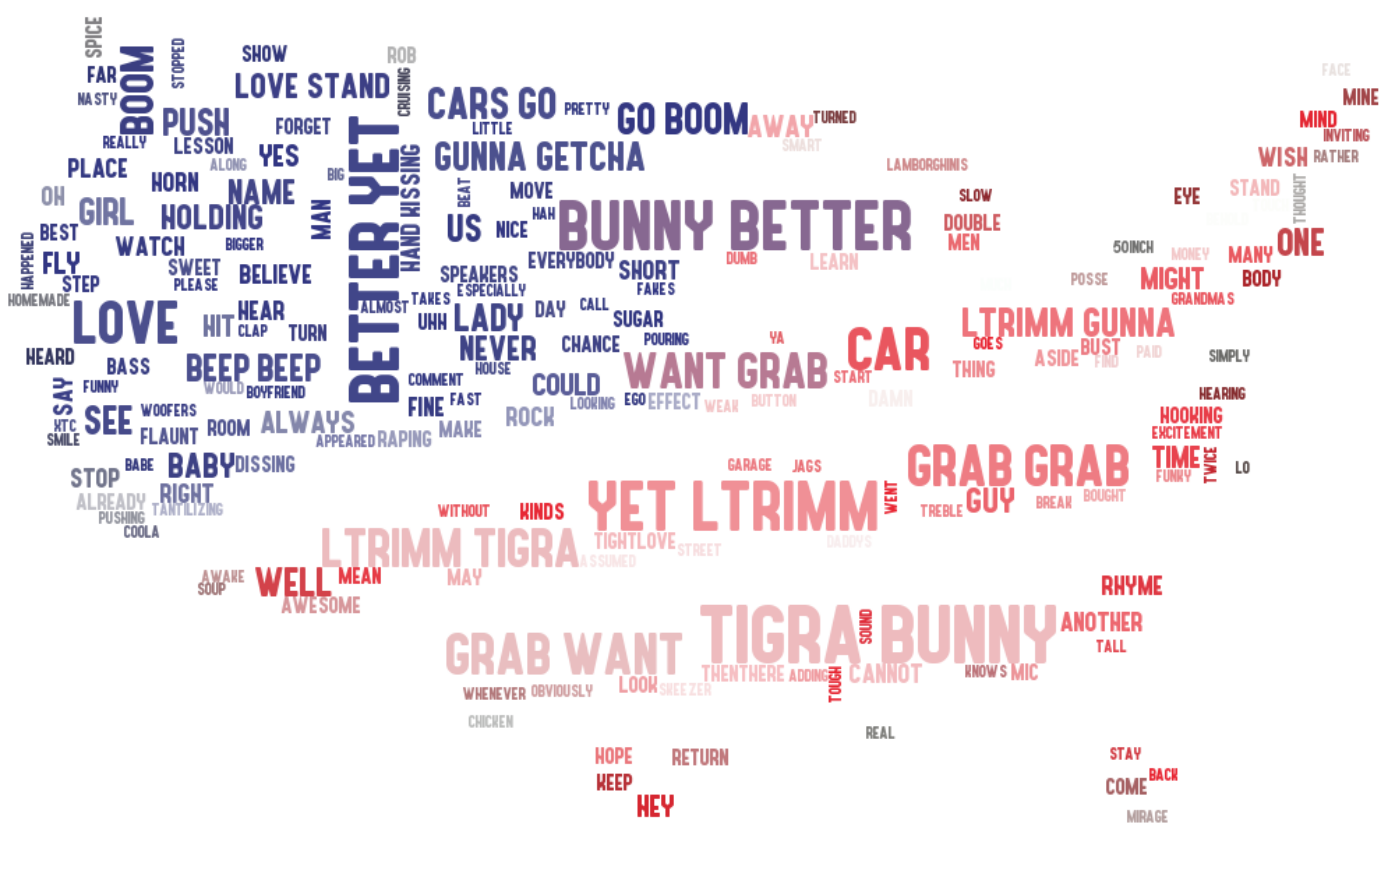 SPICE
STOPPED
SHOW
ROB
FAR
BOOM
LOVE STAND
CRUISING
FACE
NASTY
CARS GO
PRETTY
GO BOOM
MINE
PUSH
FORGET
LITTLE
AWAY
TURNED
MIND
REALLY
LESSON
SMART
INVITING
YES
GUNNA GETCHA
WISH
RATHER
PLACE
ALONG
BIG
BETTER YET
HAND KISSING
LAMBORGHINIS
HORN
NAME
BEAT
MOVE
SLOW
EYE
STAND
THOUGHT
OH
GIRL
HOLDING
MAN
HAH
BUNNY BETTER
DOUBLE
BEST
US
NICE
MEN
ONE
HAPPENED
WATCH
BIGGER
50INCH
MONEY
MANY
FLY
SWEET
BELIEVE
SPEAKERS
EVERYBODY
SHORT
DUMB
LEARN
POSSE
MIGHT
BODY
STEP
PLEASE
ESPECIALLY
FAKES
HOMEMADE
ALMOST
TAKES
GRANDMAS
LOVE
HEAR
UHH
LADY
DAY
CALL
SUGAR
LTRIMM GUNNA
HIT
CLAP
TURN
NEVER
CHANCE
POURING
YA
CAR
GOES
BUST
HEARD
ASIDE
FIND
PAID
SIMPLY
BASS
BEEP BEEP
HOUSE
WANT GRAB
START
THING
SAY
FUNNY
WOULD
BOYFRIEND
COMMENT
COULD
HEARING
FINE
FAST
LOOKING
EGO
EFFECT
WEAK
BUTTON
DAMN
XTC
SEE
WOOFERS
ALWAYS
ROCK
HOOKING
SMILE
FLAUNT
ROOM
APPEARED
RAPING
MAKE
EXCITEMENT
BABE
BABY
DISSING
GARAGE
JAGS
GRAB GRAB
TIME
TWICE
LO
STOP
FUNKY
ALREADY
RIGHT
YET LTRIMM
WENT
GUY
BREAK
BOUGHT
PUSHING
TANTILIZING
WITHOUT
KINDS
TREBLE
COOLA
LTRIMM TIGRA
TIGHTLOVE
STREET
DADDYS
ASSUMED
AWAKE
SOUP
WELL
MEAN
MAY
RHYME
AWESOME
TIGRA BUNNY
SOUND
ANOTHER
GRAB WANT
TALL
THENTHERE
ADDING
TOUGH
CANNOT
KNOWS
MIC
WHENEVER
OBVIOUSLY
LOOK
SKEEZER
CHICKEN
REAL
HOPE
RETURN
STAY
KEEP
BACK
COME
HEY
MIRAGE